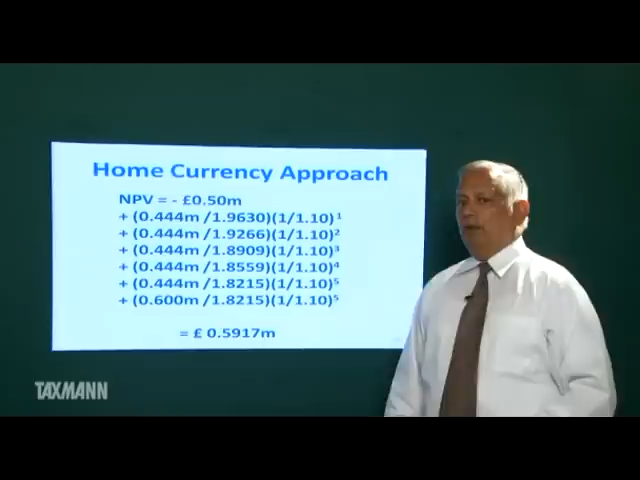 Home Currency Approach
NPV = - £0.50m
+ (0.444m /1.9630)(1/1.10)¹
+ (0.444m /1.9266)(1/1.10)²
+ (0.444m /1.8909)(1/1.10)³
+ (0.444m /1.8559)(1/1.10)⁴
+ (0.444m /1.8215)(1/1.10)⁵
+ (0.600m /1.8215)(1/1.10)⁵
= £ 0.5917m
TAXMANN